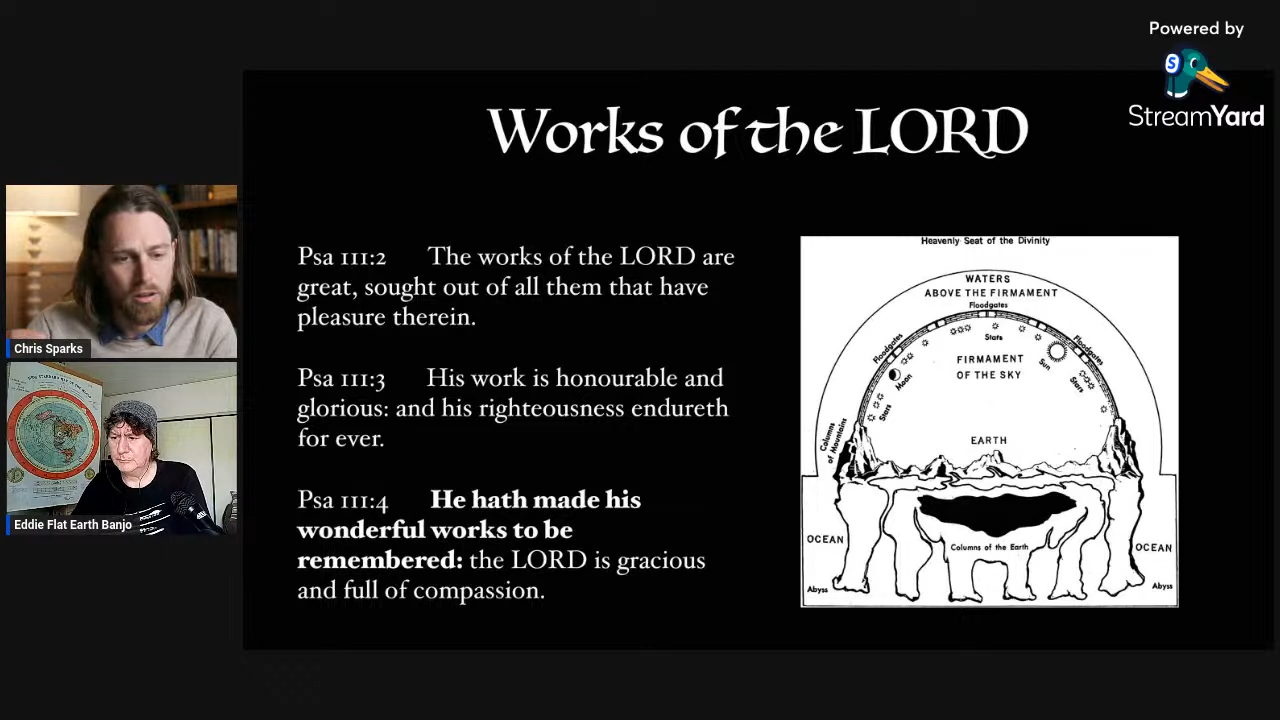 Powered by
StreamYard
Works of the LORD
Psa 111:2 The works of the LORD are
great, sought out of all them that have
pleasure therein.
Psa 111:3 His work is honourable and
glorious: and his righteousness endureth
for ever.
Psa 111:4 He hath made his
wonderful works to be
remembered: the LORD is gracious
and full of compassion.
Heavenly Seat of the Divinity
WATERS
ABOVE THE FIRMAMENT
Floodgates
Floodgates
Floodgates
Stars
FIRMAMENT
OF THE SKY
Sun
Moon
Stars
Stars
Columns
of Mountains
EARTH
OCEAN
Columns of the Earth
OCEAN
Abyss
Abyss
Chris Sparks
Eddie Flat Earth Banjo